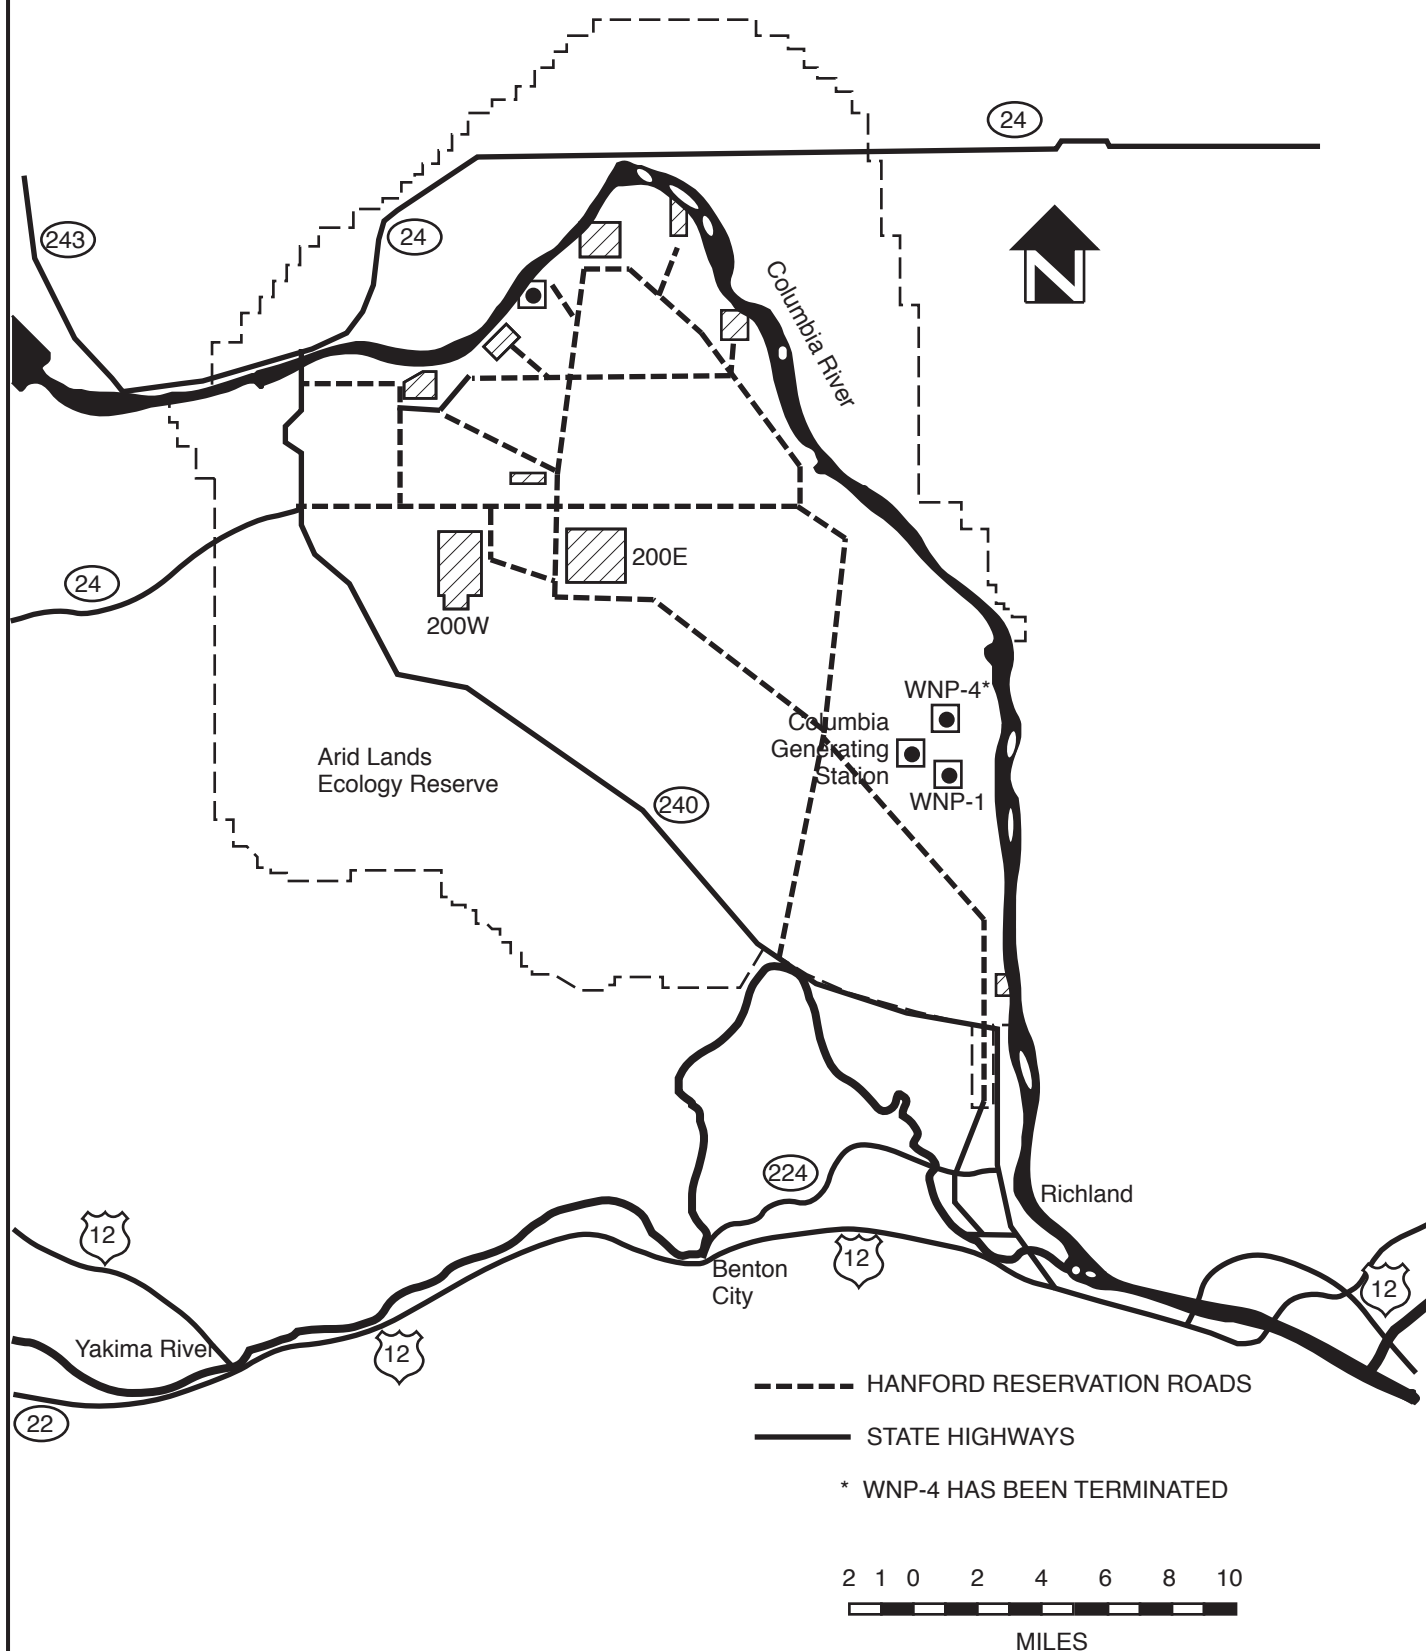 24
243
24
Columbia River
N
24
200E
200W
WNP-4*
Columbia
Generating
Station
WNP-1
Arid Lands
Ecology Reserve
240
224
Richland
12
12
Benton
City
12
Yakima River
12
22
HANFORD RESERVATION ROADS
STATE HIGHWAYS
* WNP-4 HAS BEEN TERMINATED
2 1 0 2 4 6 8 10
MILES